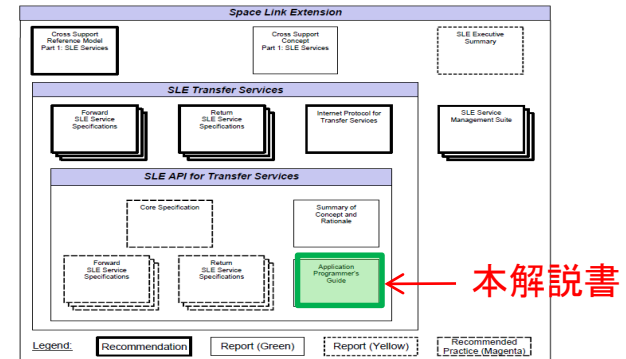 Space Link Extension
Cross Support
Reference Model
Part 1: SLE Services
Cross Support
Concept
Part 1: SLE Services
SLE Executive
Summary
SLE Transfer Services
Forward
SLE Service
Specifications
Return
SLE Service
Specifications
Internet Protocol for
Transfer Services
SLE Service
Management Suite
SLE API for Transfer Services
Core Specification
Summary of
Concept and
Rationale
Forward
SLE Service
Specifications
Return
SLE Service
Specifications
Application
Programmer's
Guide
本解説書
Legend:
Recommendation
Report (Green)
Report (Yellow)
Recommended
Practice (Magenta)